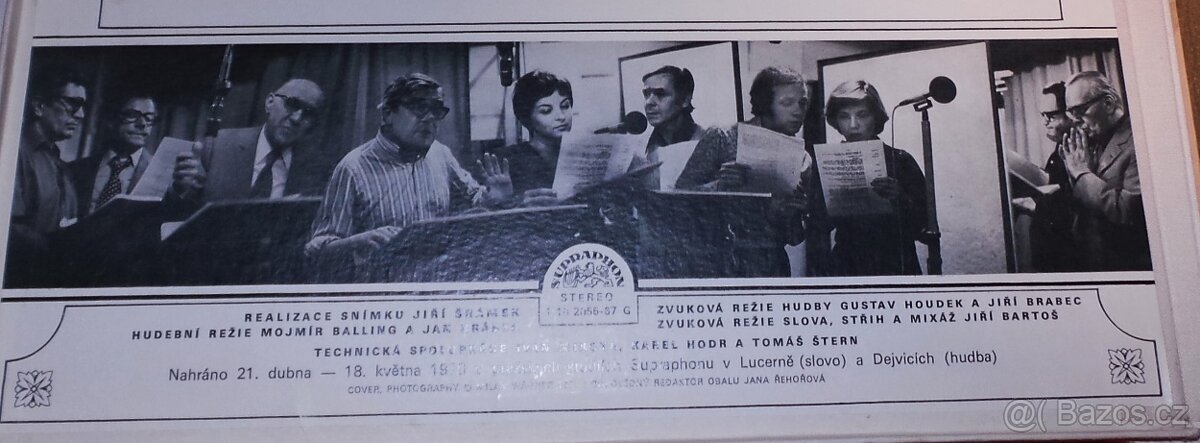 SUPRAPHON
STEREO
REALIZACE SNÍMKU JIŘÍ ŠRÁMEK
HUDEBNÍ REŽIE MOJMÍR BALLING A JAN
ZVUKOVÁ REŽIE HUDBY GUSTAV HOUDEK A JIŘÍ BRABEC
ZVUKOVÁ REŽIE SLOVA, STŘIH A MIXÁŽ JIŘÍ BARTOŠ
TECHNICKÁ SPOLUPRÁCE KAREL HODR A TOMÁŠ ŠTERN
Nahráno 21. dubna — 18. května Supraphonu v Lucerně (slovo) a Dejvicích (hudba)
COVER, PHOTOGRAPHY REDAKTOR OBALU JANA ŘEHOŘOVÁ
@( Bazos.cz